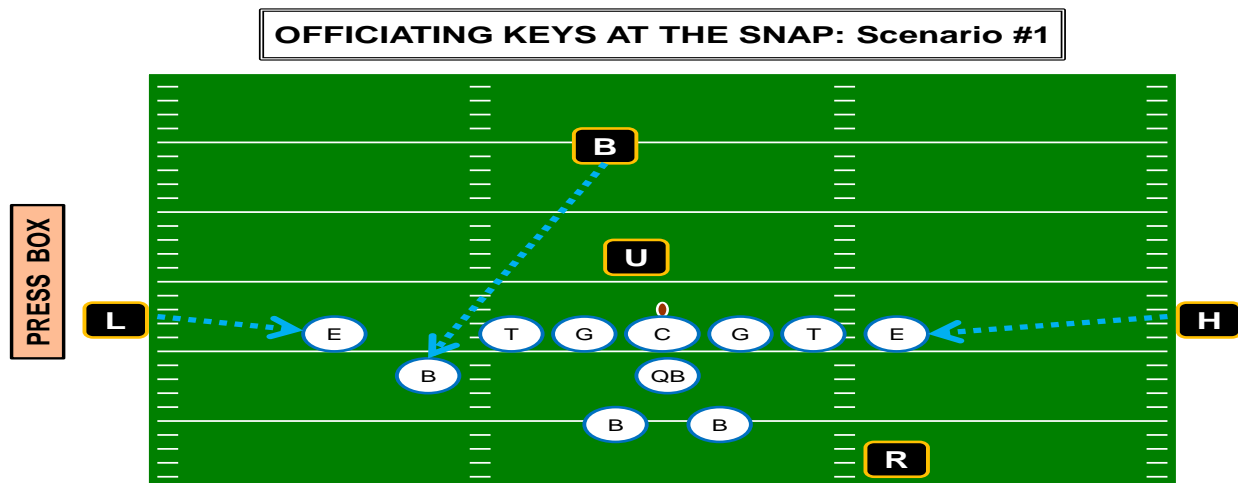 OFFICIATING KEYS AT THE SNAP: Scenario #1
B
PRESS BOX
U
L
H
E
T
G
C
G
T
E
B
QB
B
B
R